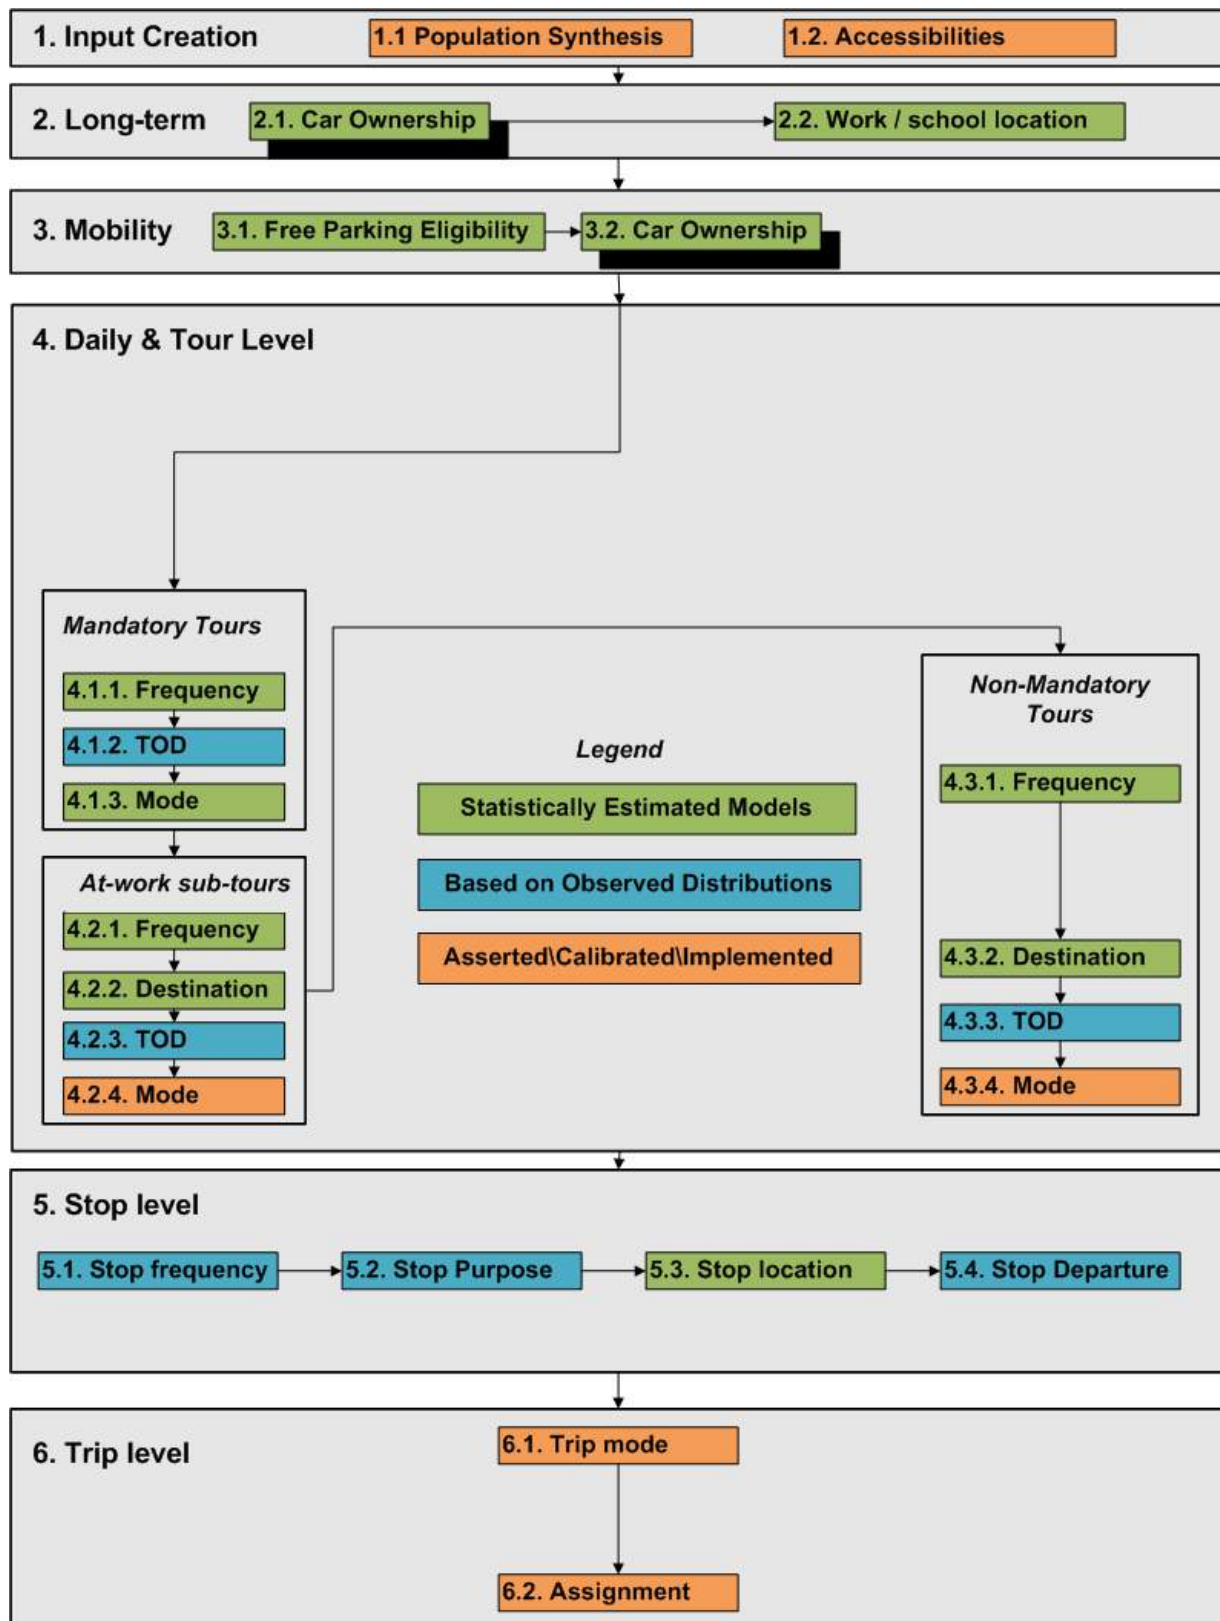 1. Input Creation
1.1 Population Synthesis
1.2. Accessibilities
2. Long-term
2.1. Car Ownership
2.2. Work / school location
3. Mobility
3.1. Free Parking Eligibility
3.2. Car Ownership
4. Daily & Tour Level
Mandatory Tours
4.1.1. Frequency
4.1.2. TOD
4.1.3. Mode
At-work sub-tours
4.2.1. Frequency
4.2.2. Destination
4.2.3. TOD
4.2.4. Mode
Legend
Statistically Estimated Models
Based on Observed Distributions
Asserted\Calibrated\Implemented
Non-Mandatory
Tours
4.3.1. Frequency
4.3.2. Destination
4.3.3. TOD
4.3.4. Mode
5. Stop level
5.1. Stop frequency
5.2. Stop Purpose
5.3. Stop location
5.4. Stop Departure
6. Trip level
6.1. Trip mode
6.2. Assignment